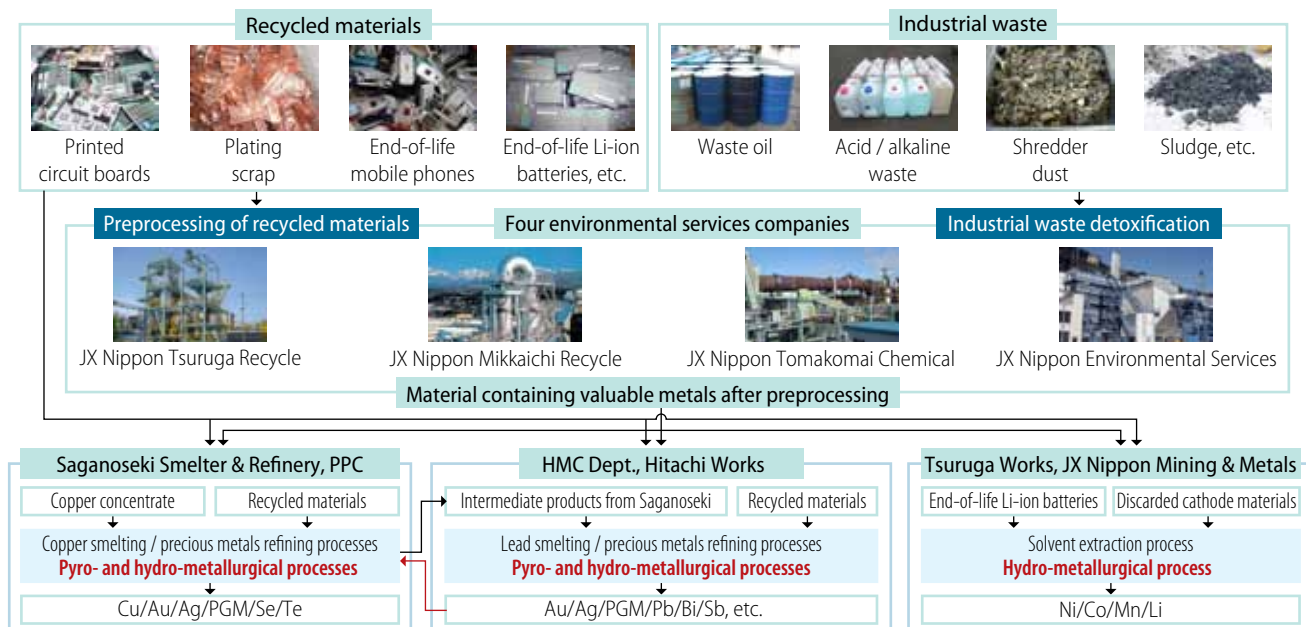 Recycled materials
Industrial waste
Printed
circuit boards
Plating
scrap
End-of-life
mobile phones
End-of-life Li-ion
batteries, etc.
Waste oil
Acid / alkaline
waste
Shredder
dust
Sludge, etc.
Preprocessing of recycled materials
Four environmental services companies
Industrial waste detoxification
JX Nippon Tsuruga Recycle
JX Nippon Mikkaichi Recycle
JX Nippon Tomakomai Chemical
JX Nippon Environmental Services
Material containing valuable metals after preprocessing
Saganoseki Smelter & Refinery, PPC
Copper concentrate
Recycled materials
Copper smelting / precious metals refining processes
Pyro- and hydro-metallurgical processes
Cu/Au/Ag/PGM/Se/Te
HMC Dept., Hitachi Works
Intermediate products from Saganoseki
Recycled materials
Lead smelting / precious metals refining processes
Pyro- and hydro-metallurgical processes
Au/Ag/PGM/Pb/Bi/Sb, etc.
Tsuruga Works, JX Nippon Mining & Metals
End-of-life Li-ion batteries
Discarded cathode materials
Solvent extraction process
Hydro-metallurgical process
Ni/Co/Mn/Li